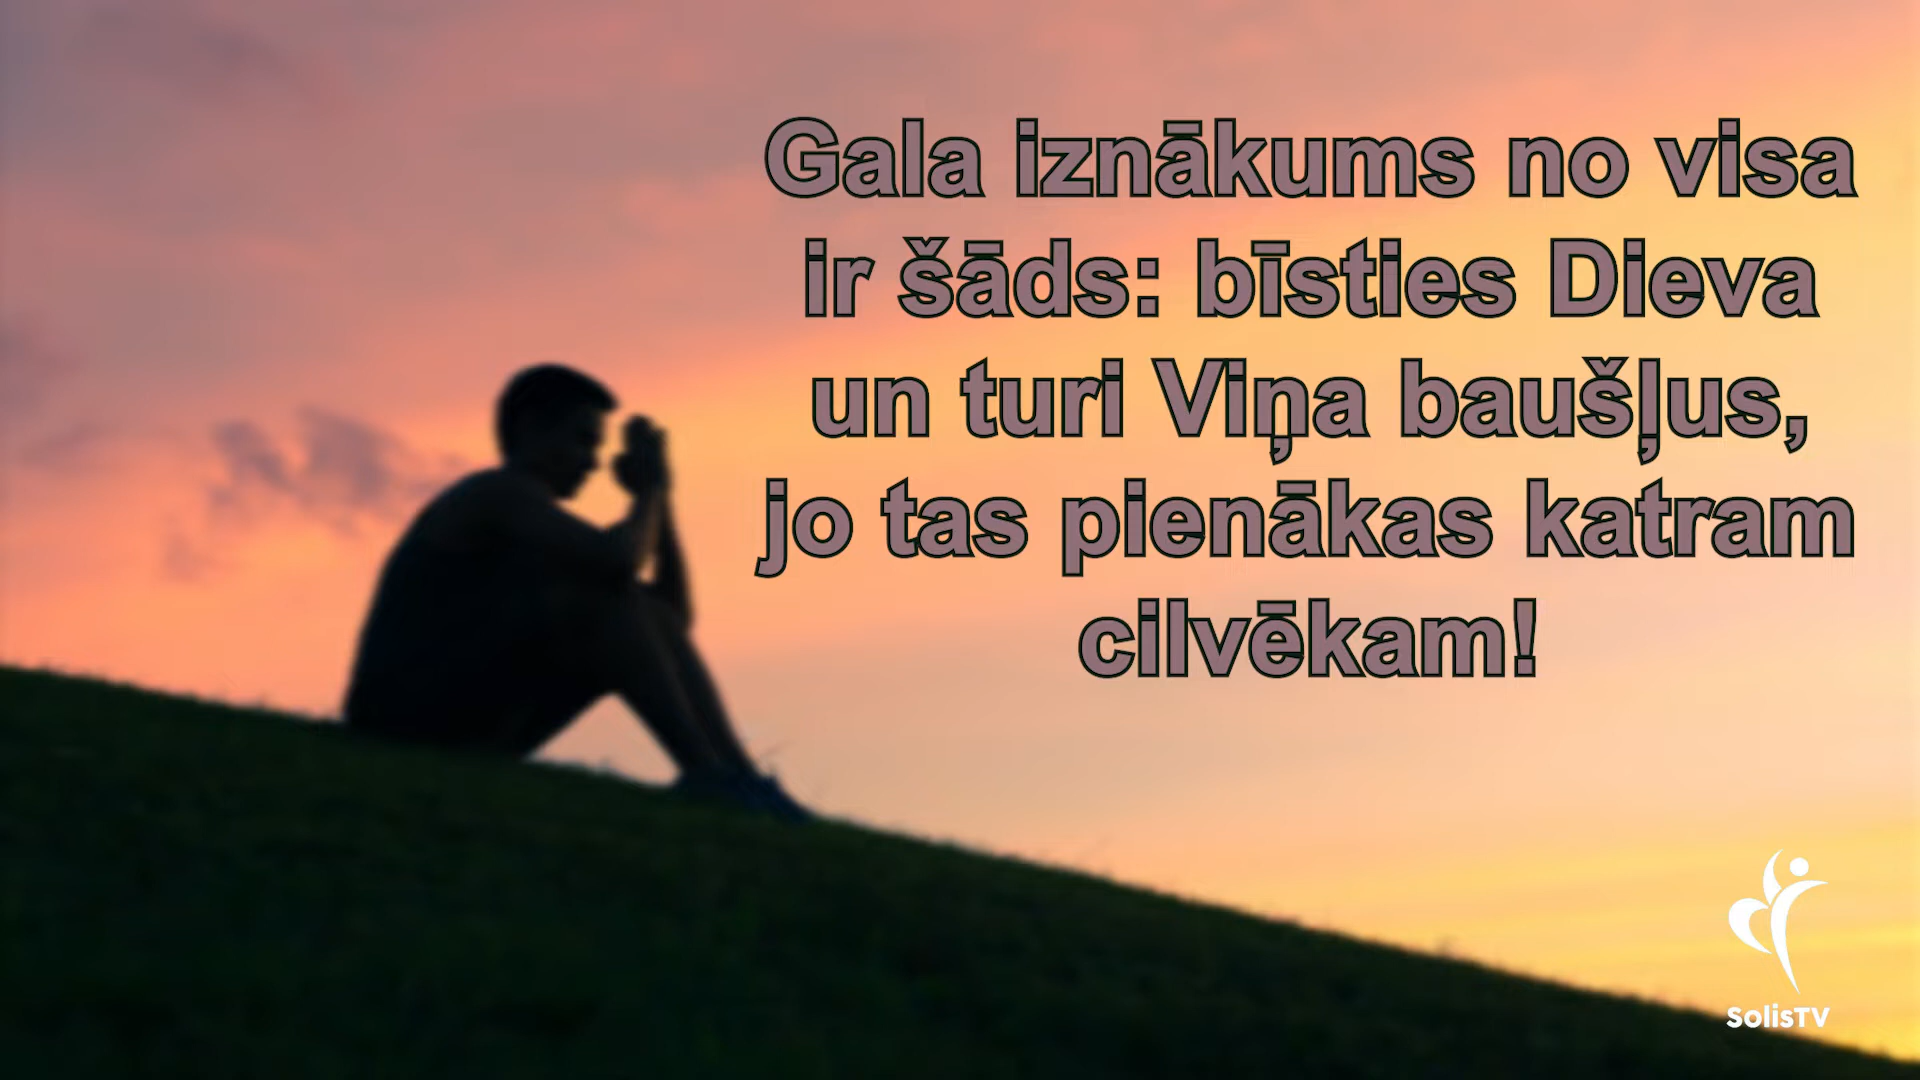 Gala iznākums no visa
ir šāds: bīsties Dieva
un turi Viņa baušļus,
jo tas pienākas katram
cilvēkam!
SolisTV